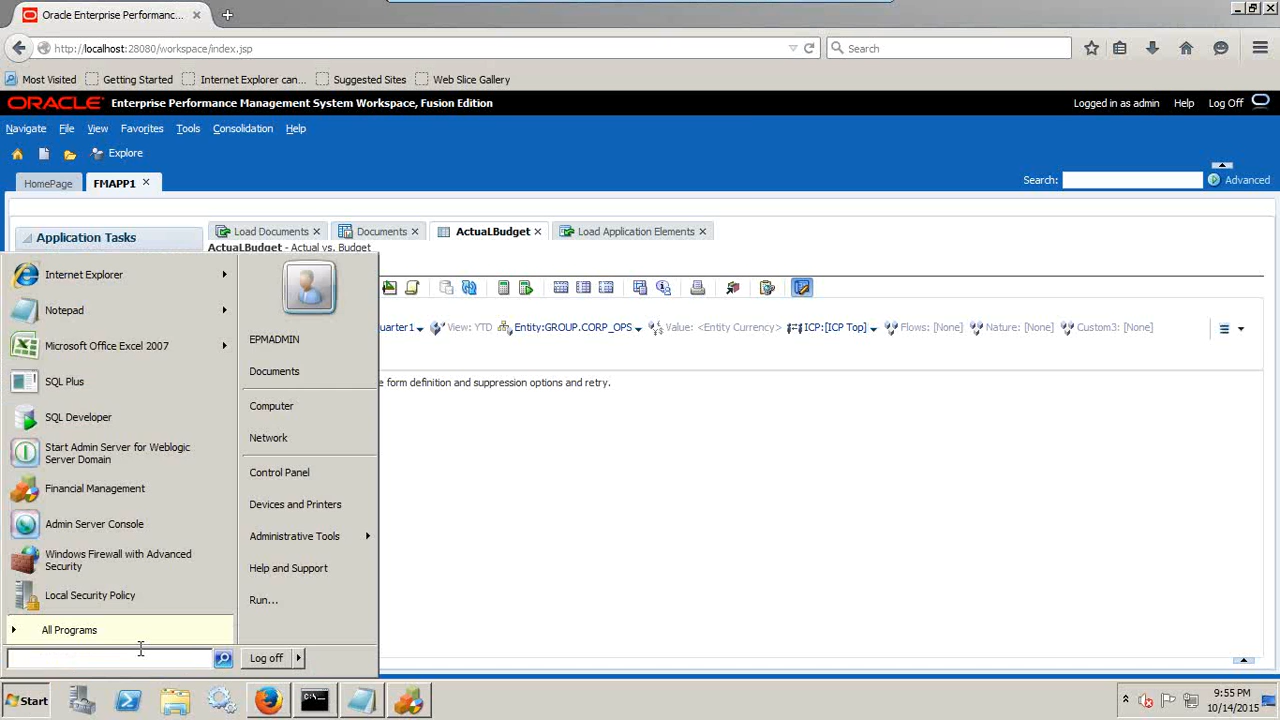 Oracle Enterprise Performanc...
http://localhost:28080/workspace/index.jsp
Search
Most Visited Getting Started Internet Explorer can... Suggested Sites Web Slice Gallery
ORACLE Enterprise Performance Management System Workspace, Fusion Edition Logged in as admin Help Log Off
Navigate File View Favorites Tools Consolidation Help
Explore
HomePage FMAPP1 Search: Advanced
Application Tasks Load Documents Documents ActuaLBudget Load Application Elements
ActuaLBudget - Actual vs. Budget
Internet Explorer
Notepad
Microsoft Office Excel 2007
SQL Plus
SQL Developer
Start Admin Server for Weblogic
Server Domain
Financial Management
Admin Server Console
Windows Firewall with Advanced
Security
Local Security Policy
All Programs
EPMADMIN
Documents
Computer
Network
Control Panel
Devices and Printers
Administrative Tools
Help and Support
Run...
Log off
uarter1 View: YTD Entity:GROUP.CORP_OPS Value: <Entity Currency> ICP:[ICP Top] Flows: [None] Nature: [None] Custom3: [None]
e form definition and suppression options and retry.
Start
9:55 PM
10/14/2015